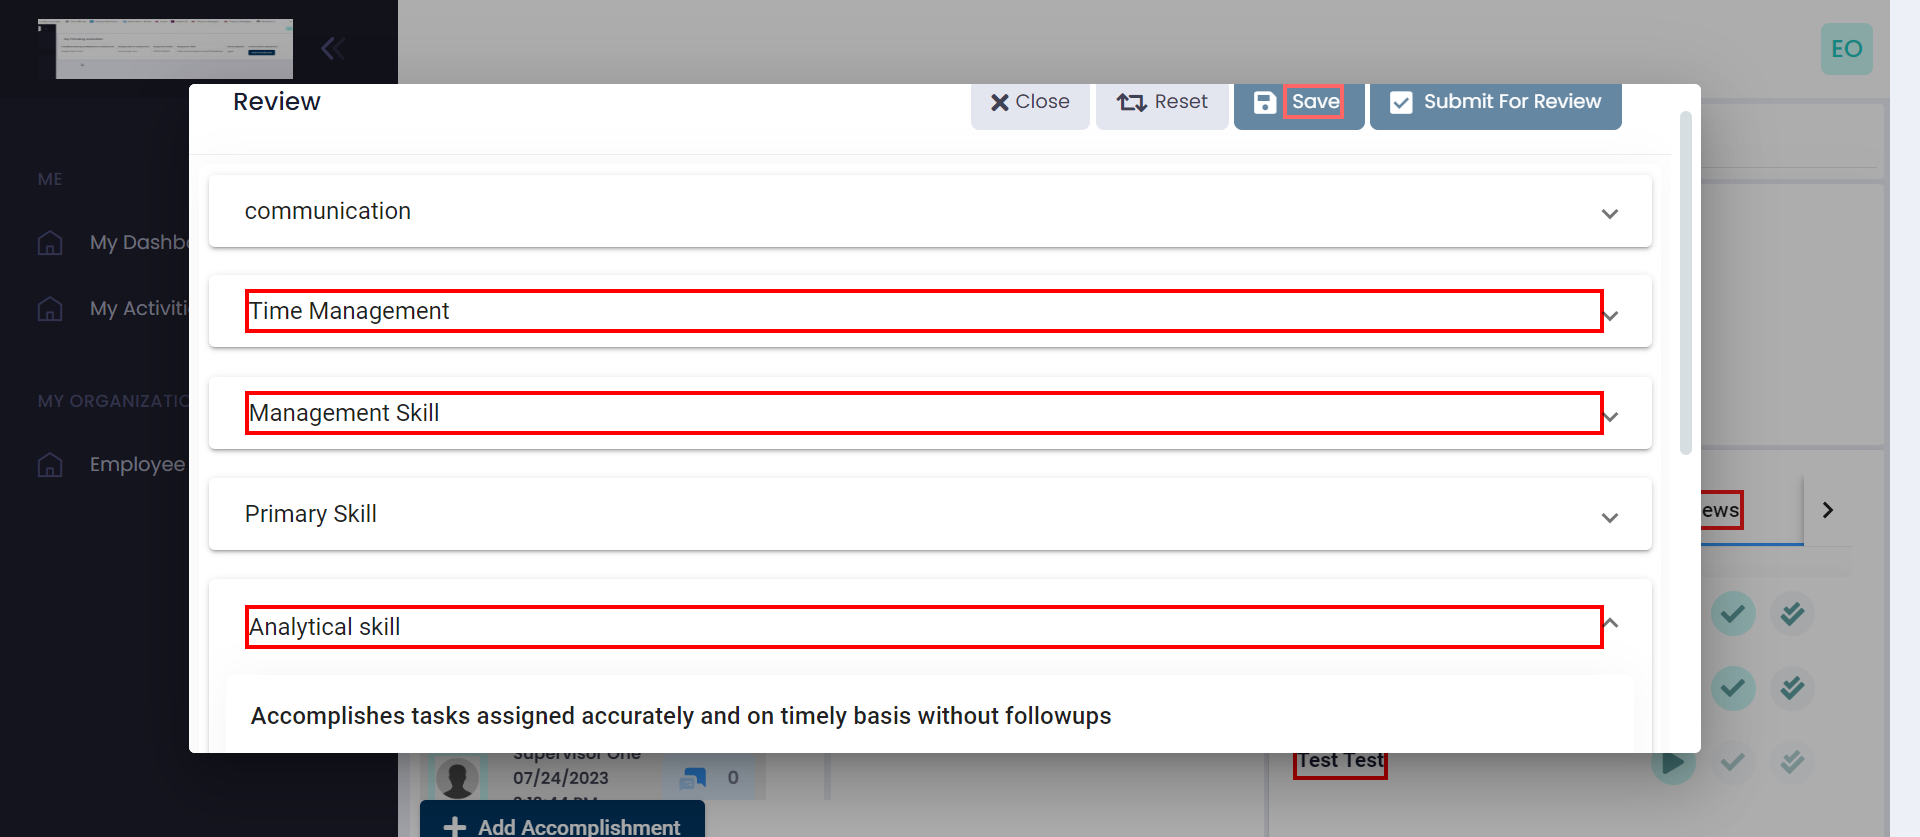 EO
Review
Close
Reset
Save
Submit For Review
ME
communication
My Dashb
My Activiti
Time Management
MY ORGANIZATIO
Management Skill
Employee
Primary Skill
ews
Analytical skill
Accomplishes tasks assigned accurately and on timely basis without followups
Supervisor One
07/24/2023
0
Test Test
Add Accomplishment